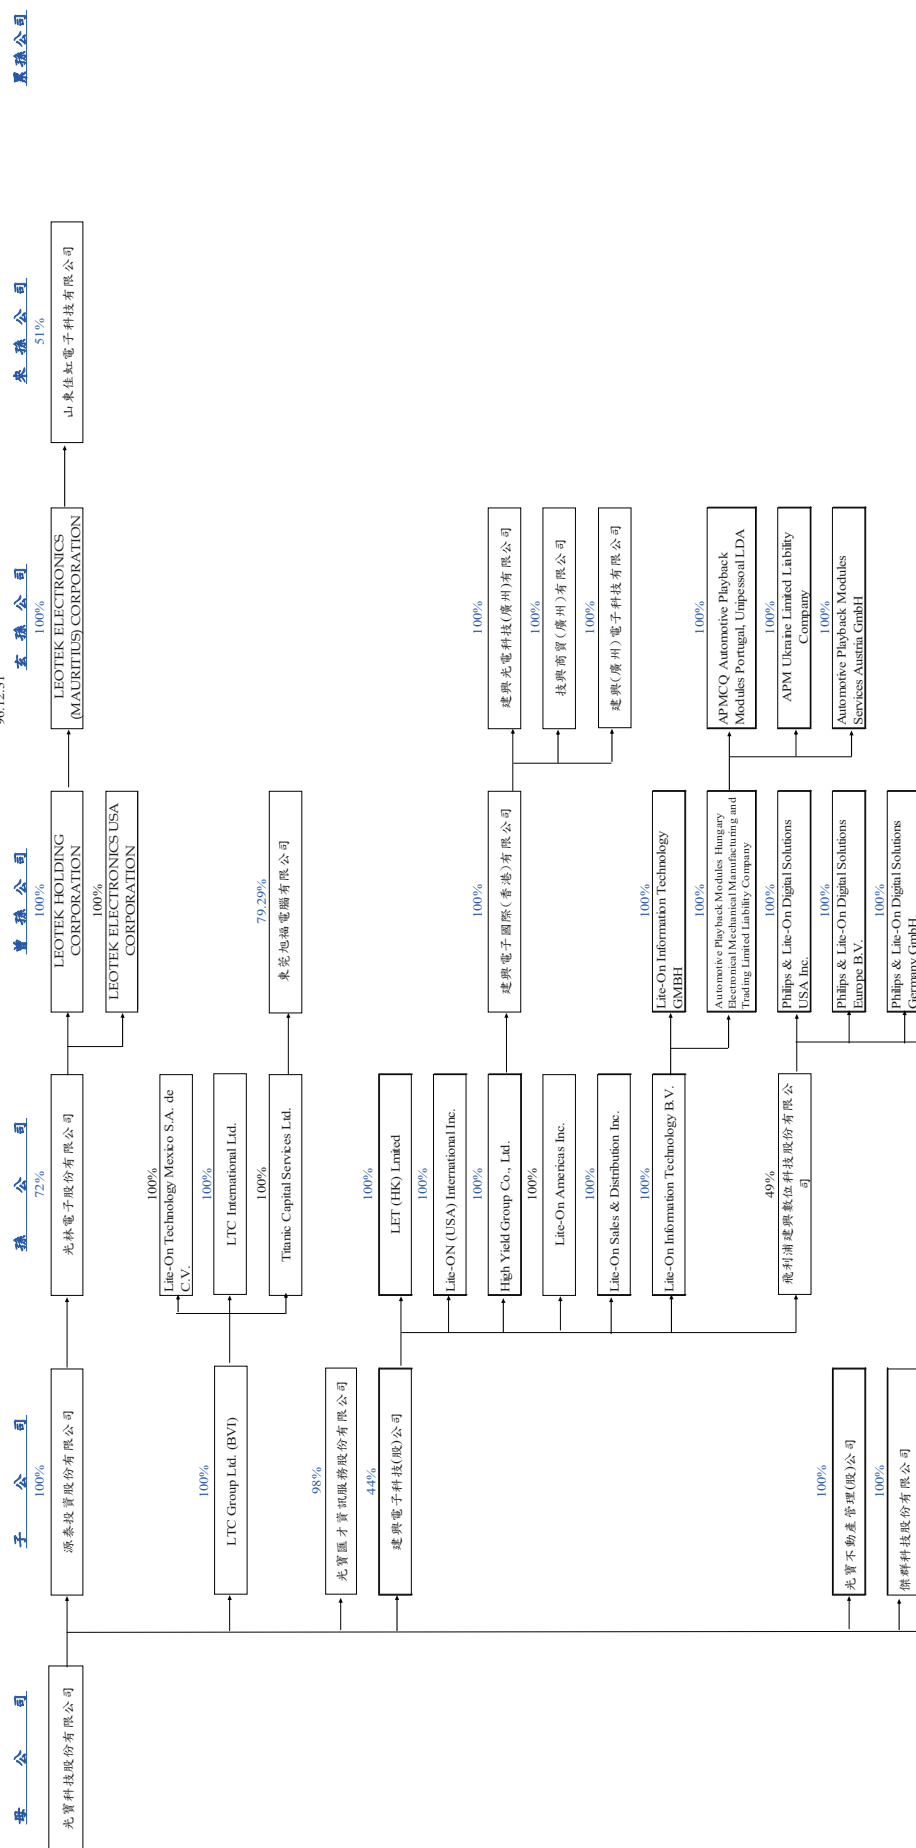 母 公 司
子 公 司
孫 公 司
曾 孫 公 司
玄 孫 公 司
來 孫 公 司
累孫公司
光寶科技股份有限公司
100%
源泰投資股份有限公司
72%
光林電子股份有限公司
100%
LEOTEK HOLDING
CORPORATION
100%
LEOTEK ELECTRONICS
(MAURITIUS) CORPORATION
51%
山東佳虹電子科技有限公司
100%
LEOTEK ELECTRONICS USA
CORPORATION
100%
LTC Group Ltd. (BVI)
100%
Lite-On Technology Mexico S.A. de
C.V.
100%
LTC International Ltd.
100%
Titanic Capital Services Ltd.
79.29%
東莞旭福電腦有限公司
98%
光寶匯才資訊服務股份有限公司
44%
建興電子科技(股)公司
100%
LET (HK) Lmited
100%
Lite-ON (USA) International Inc.
100%
High Yield Group Co., Ltd.
100%
建興電子國際(香港)有限公司
100%
建興光電科技(廣州)有限公司
100%
技興商貿(廣州)有限公司
100%
建興(廣州)電子科技有限公司
100%
Lite-On Americas Inc.
100%
Lite-On Sales & Distribution Inc.
100%
Lite-On Information Technology B.V.
100%
Lite-On Information Technology
GMBH
100%
Automotive Playback Modules Hungary
Electronical Mechanical Manufacturing and
Trading Limited Liability Company
100%
APMCQ Automotive Playback
Modules Portugal, Unipessoal LDA
100%
APM Ukraine Limited Liability
Company
100%
Automotive Playback Modules
Services Austria GmbH
49%
飛利浦建興數位科技股份有限公
司
100%
Philips & Lite-On Digital Solutions
USA Inc.
100%
Philips & Lite-On Digital Solutions
Europe B.V.
100%
Philips & Lite-On Digital Solutions
Germany GmbH.
100%
光寶不動產管理(股)公司
100%
傑群科技股份有限公司